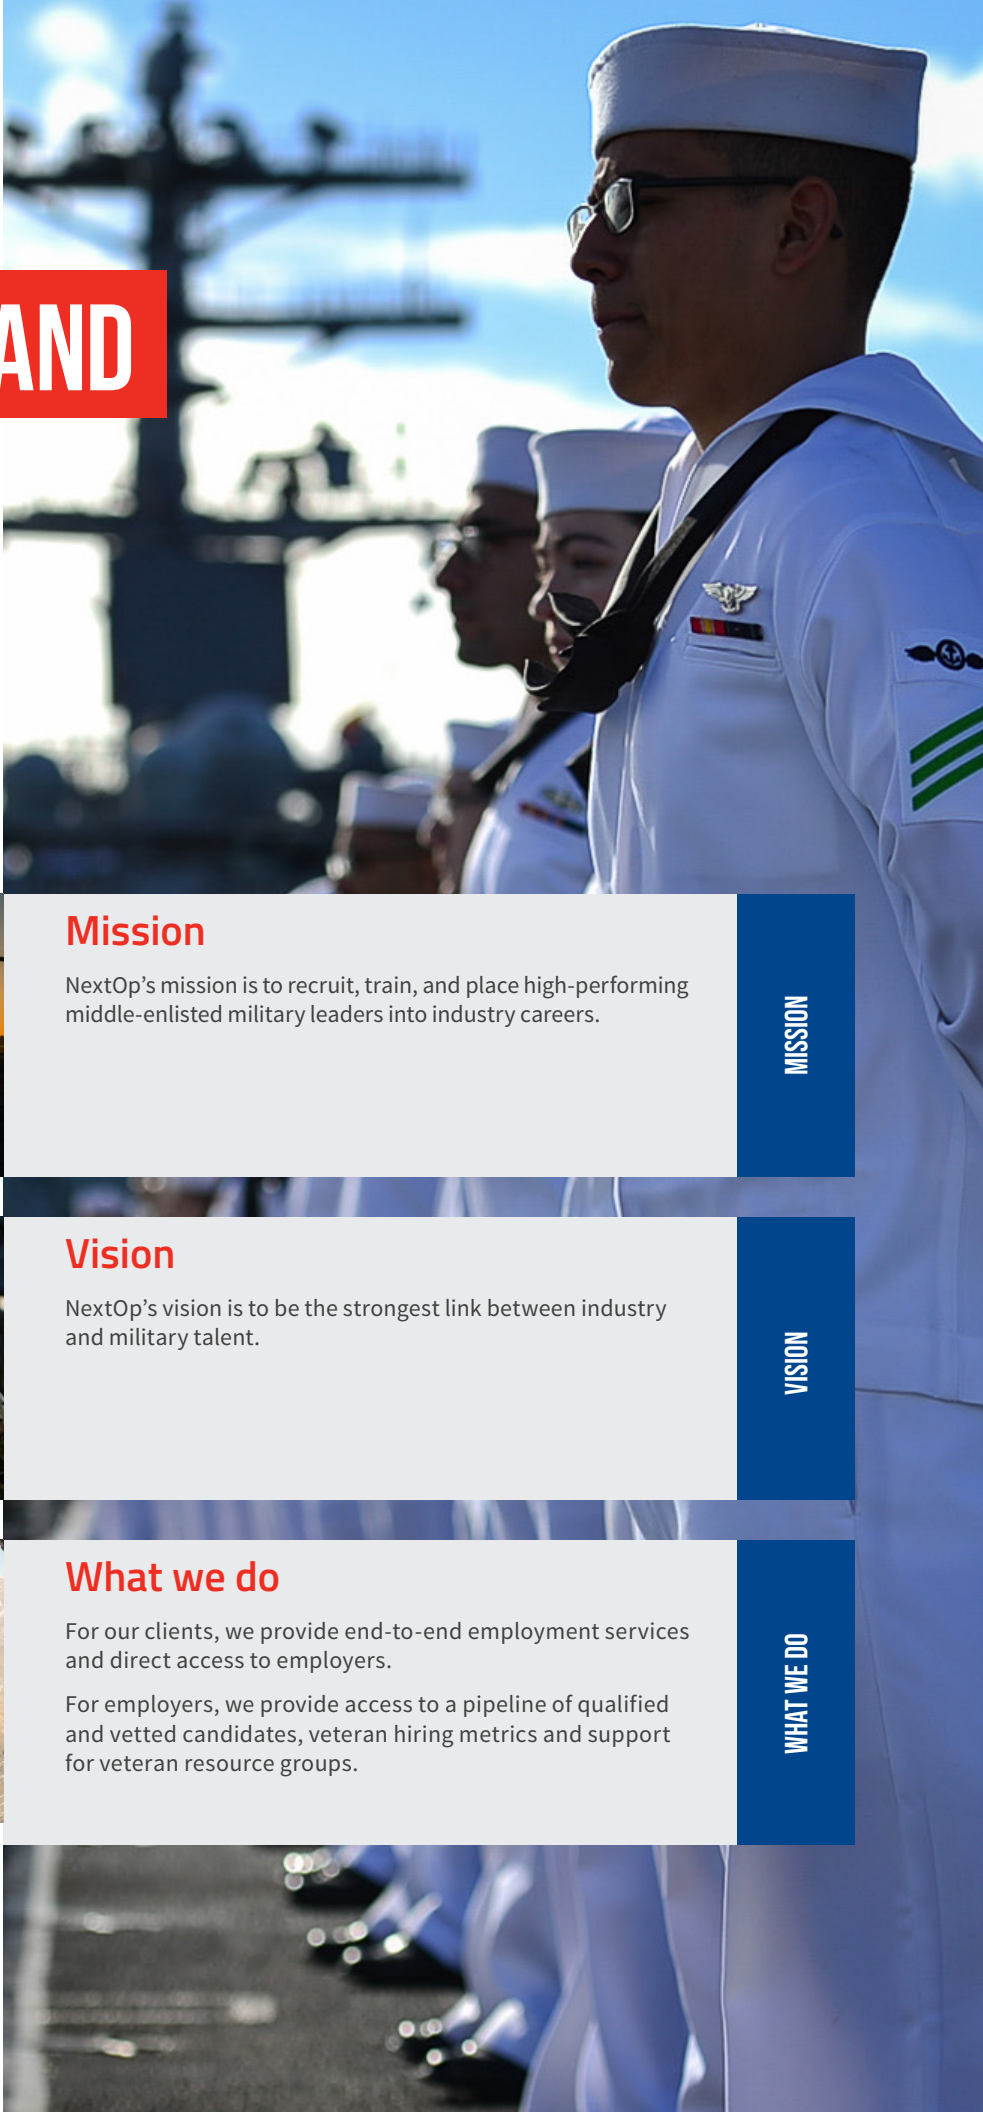 AND
Mission
NextOp’s mission is to recruit, train, and place high-performing
middle-enlisted military leaders into industry careers.
MISSION
Vision
NextOp’s vision is to be the strongest link between industry
and military talent.
VISION
What we do
For our clients, we provide end-to-end employment services
and direct access to employers.
For employers, we provide access to a pipeline of qualified
and vetted candidates, veteran hiring metrics and support
for veteran resource groups.
WHAT WE DO